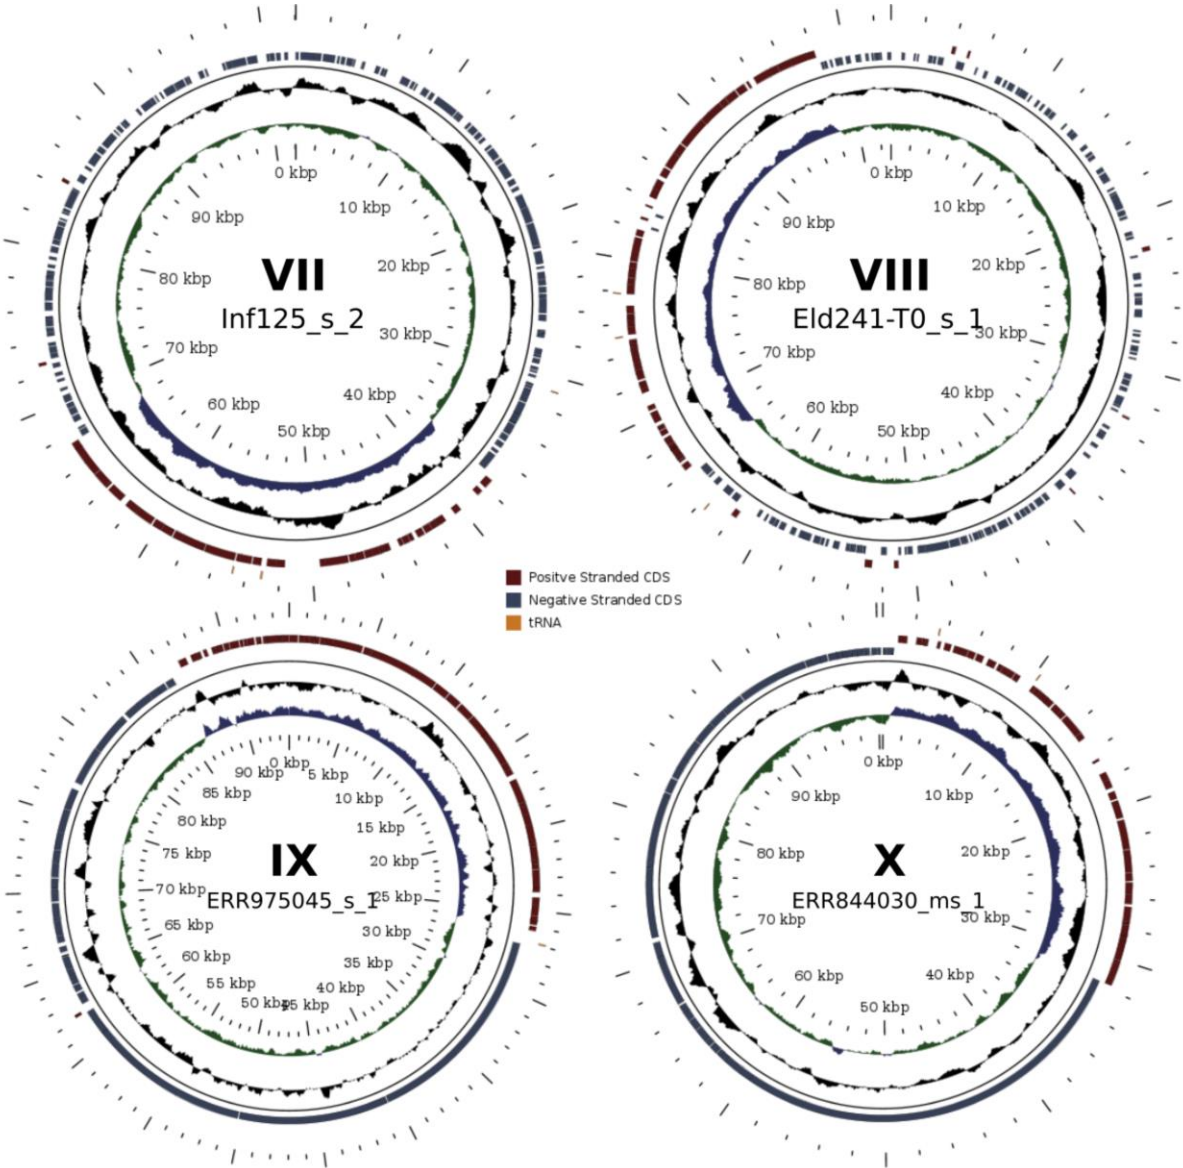 0 kbp
10 kbp
20 kbp
30 kbp
40 kbp
50 kbp
60 kbp
70 kbp
80 kbp
90 kbp
VII
Inf125_s_2
0 kbp
10 kbp
20 kbp
30 kbp
40 kbp
50 kbp
60 kbp
70 kbp
80 kbp
90 kbp
VIII
Eld241-T0_s_1
Positve Stranded CDS
Negative Stranded CDS
tRNA
0 kbp
5 kbp
10 kbp
15 kbp
20 kbp
25 kbp
30 kbp
35 kbp
40 kbp
45 kbp
50 kbp
55 kbp
60 kbp
65 kbp
70 kbp
75 kbp
80 kbp
85 kbp
90 kbp
IX
ERR975045_s_1
0 kbp
10 kbp
20 kbp
30 kbp
40 kbp
50 kbp
60 kbp
70 kbp
80 kbp
90 kbp
X
ERR844030_ms_1